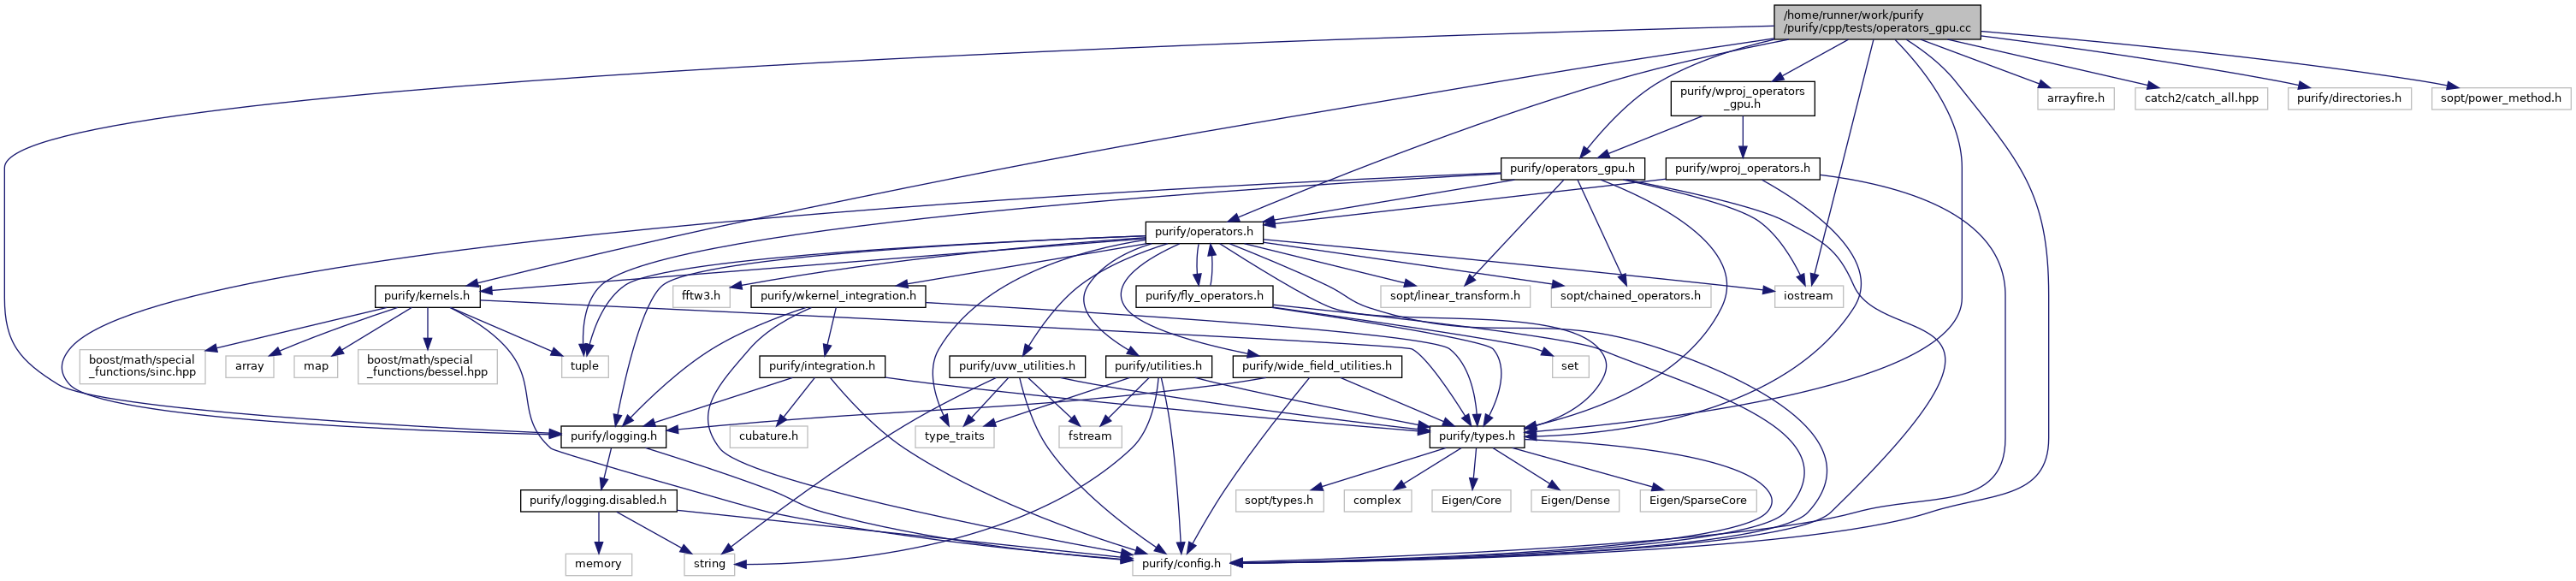 /home/runner/work/purify
/purify/cpp/tests/operators_gpu.cc
purify/wproj_operators
_gpu.h
arrayfire.h
catch2/catch_all.hpp
purify/directories.h
sopt/power_method.h
purify/operators_gpu.h
purify/wproj_operators.h
purify/operators.h
purify/kernels.h
fftw3.h
purify/wkernel_integration.h
purify/fly_operators.h
sopt/linear_transform.h
sopt/chained_operators.h
iostream
boost/math/special
_functions/sinc.hpp
array
map
boost/math/special
_functions/bessel.hpp
tuple
purify/integration.h
purify/uvw_utilities.h
purify/utilities.h
purify/wide_field_utilities.h
set
purify/logging.h
cubature.h
type_traits
fstream
purify/types.h
purify/logging.disabled.h
sopt/types.h
complex
Eigen/Core
Eigen/Dense
Eigen/SparseCore
memory
string
purify/config.h